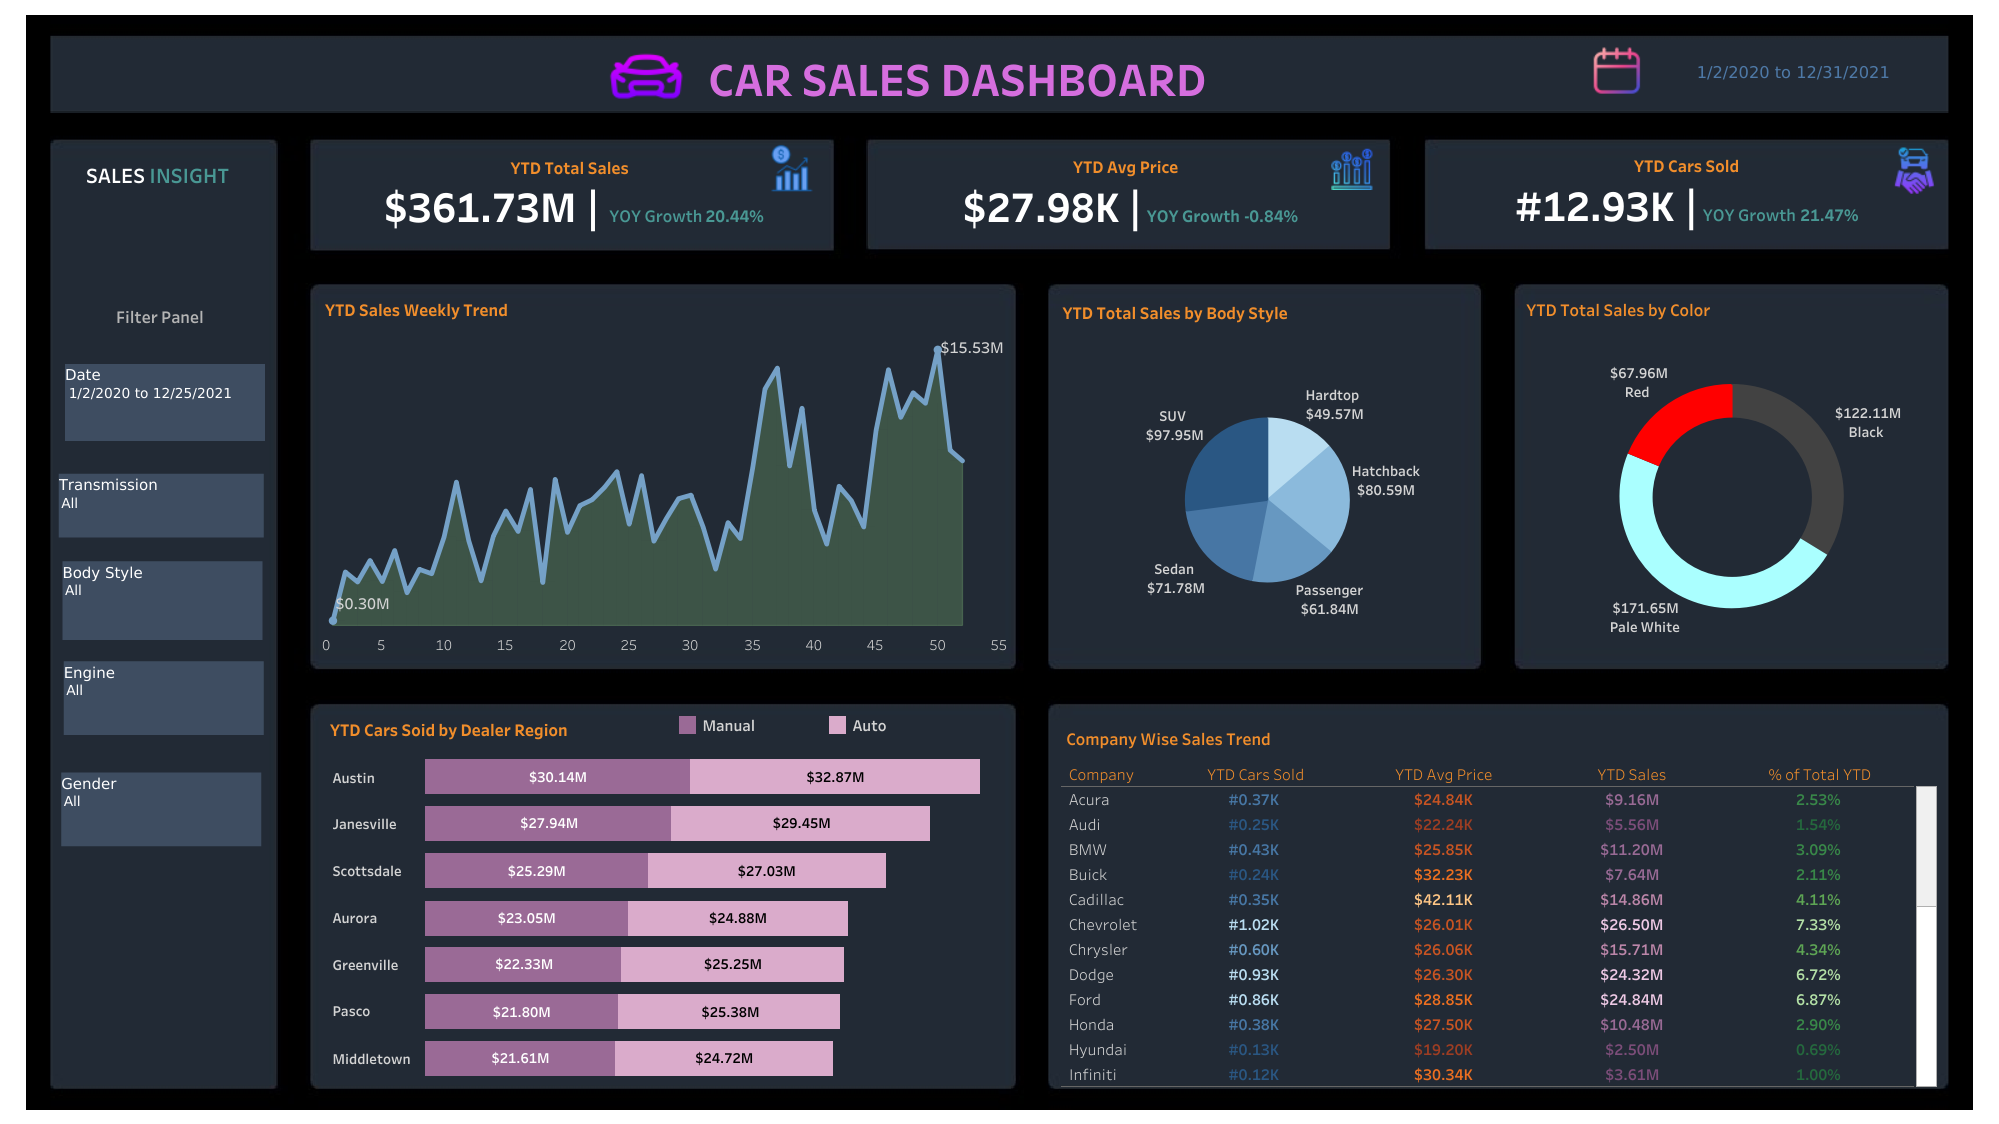 CAR SALES DASHBOARD
1/2/2020 to 12/31/2021
SALES INSIGHT
Filter Panel
Date
1/2/2020 to 12/25/2021
Transmission
All
Body Style
All
Engine
All
Gender
All
YTD Total Sales
$361.73M | YOY Growth 20.44%
YTD Avg Price
$27.98K | YOY Growth -0.84%
YTD Cars Sold
#12.93K | YOY Growth 21.47%
YTD Sales Weekly Trend
$15.53M
$0.30M
0 5 10 15 20 25 30 35 40 45 50 55
YTD Total Sales by Body Style
Hardtop
$49.57M
SUV
$97.95M
Hatchback
$80.59M
Sedan
$71.78M
Passenger
$61.84M
YTD Total Sales by Color
$67.96M
Red
$122.11M
Black
$171.65M
Pale White
YTD Cars Soid by Dealer Region
Manual Auto
Austin $30.14M $32.87M
Janesville $27.94M $29.45M
Scottsdale $25.29M $27.03M
Aurora $23.05M $24.88M
Greenville $22.33M $25.25M
Pasco $21.80M $25.38M
Middletown $21.61M $24.72M
Company Wise Sales Trend
Company YTD Cars Sold YTD Avg Price YTD Sales % of Total YTD
Acura #0.37K $24.84K $9.16M 2.53%
Audi #0.25K $22.24K $5.56M 1.54%
BMW #0.43K $25.85K $11.20M 3.09%
Buick #0.24K $32.23K $7.64M 2.11%
Cadillac #0.35K $42.11K $14.86M 4.11%
Chevrolet #1.02K $26.01K $26.50M 7.33%
Chrysler #0.60K $26.06K $15.71M 4.34%
Dodge #0.93K $26.30K $24.32M 6.72%
Ford #0.86K $28.85K $24.84M 6.87%
Honda #0.38K $27.50K $10.48M 2.90%
Hyundai #0.13K $19.20K $2.50M 0.69%
Infiniti #0.12K $30.34K $3.61M 1.00%